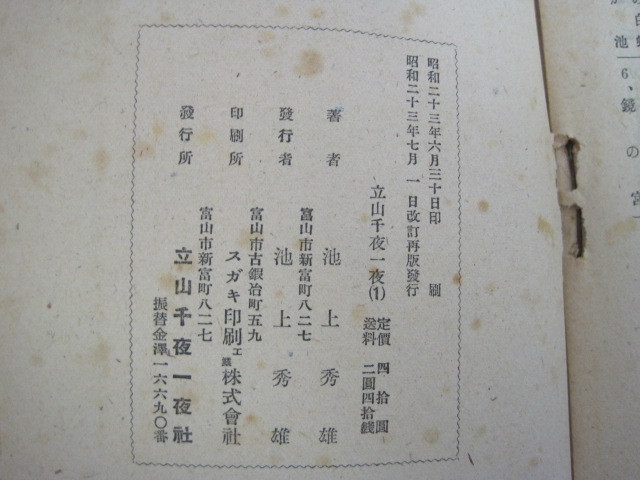 昭和二十三年六月三十日印刷
昭和二十三年七月一日改訂再版發行
立山千夜一夜(1)
定價 四拾圓
送料 二圓四拾錢
著者 池上秀雄
富山市新富町八二七
發行者 池上秀雄
富山市古鍛冶町五九
印刷所 スガキ印刷工業株式會社
富山市新富町八二七
發行所 立山千夜一夜社
振替金澤一六六九〇番
池
6、鏡の宮